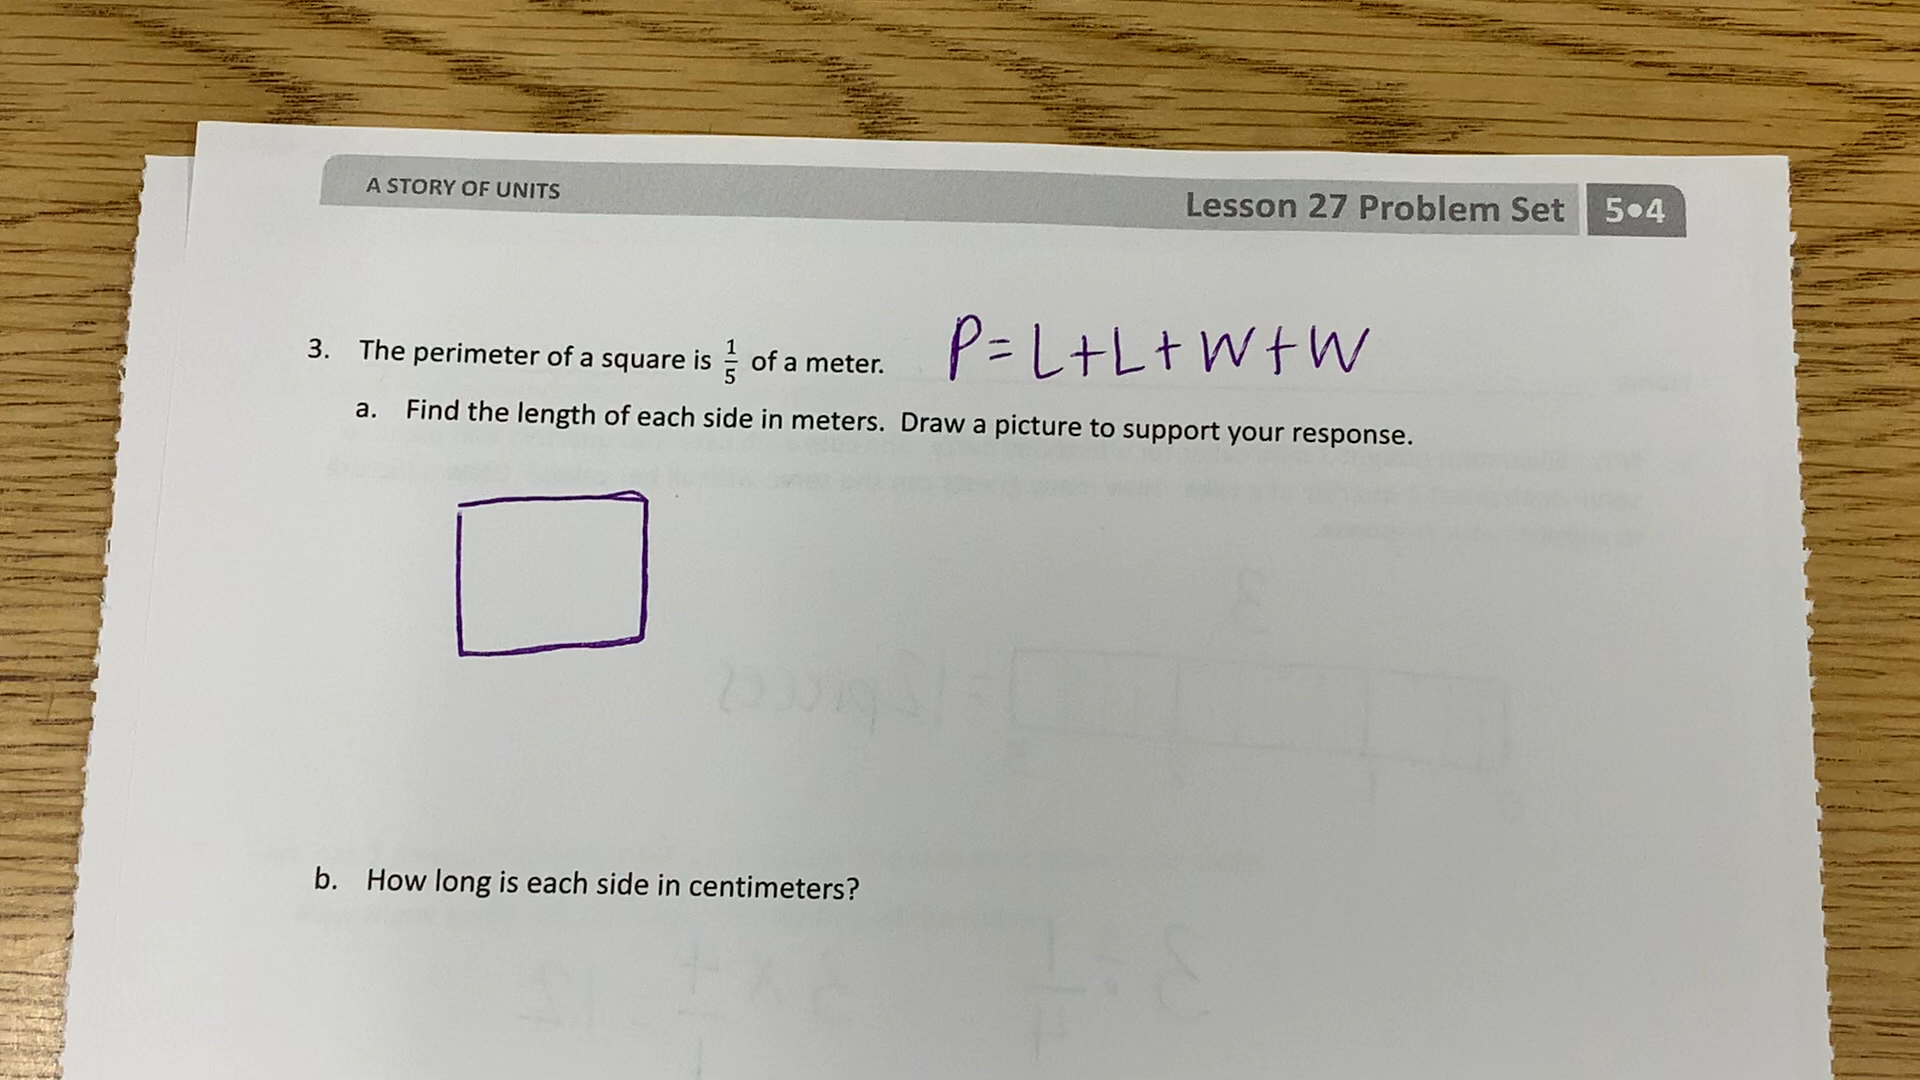 A STORY OF UNITS
Lesson 27 Problem Set 5•4
3. The perimeter of a square is 1/5 of a meter. P=L+L+W+W
a. Find the length of each side in meters. Draw a picture to support your response.
b. How long is each side in centimeters?